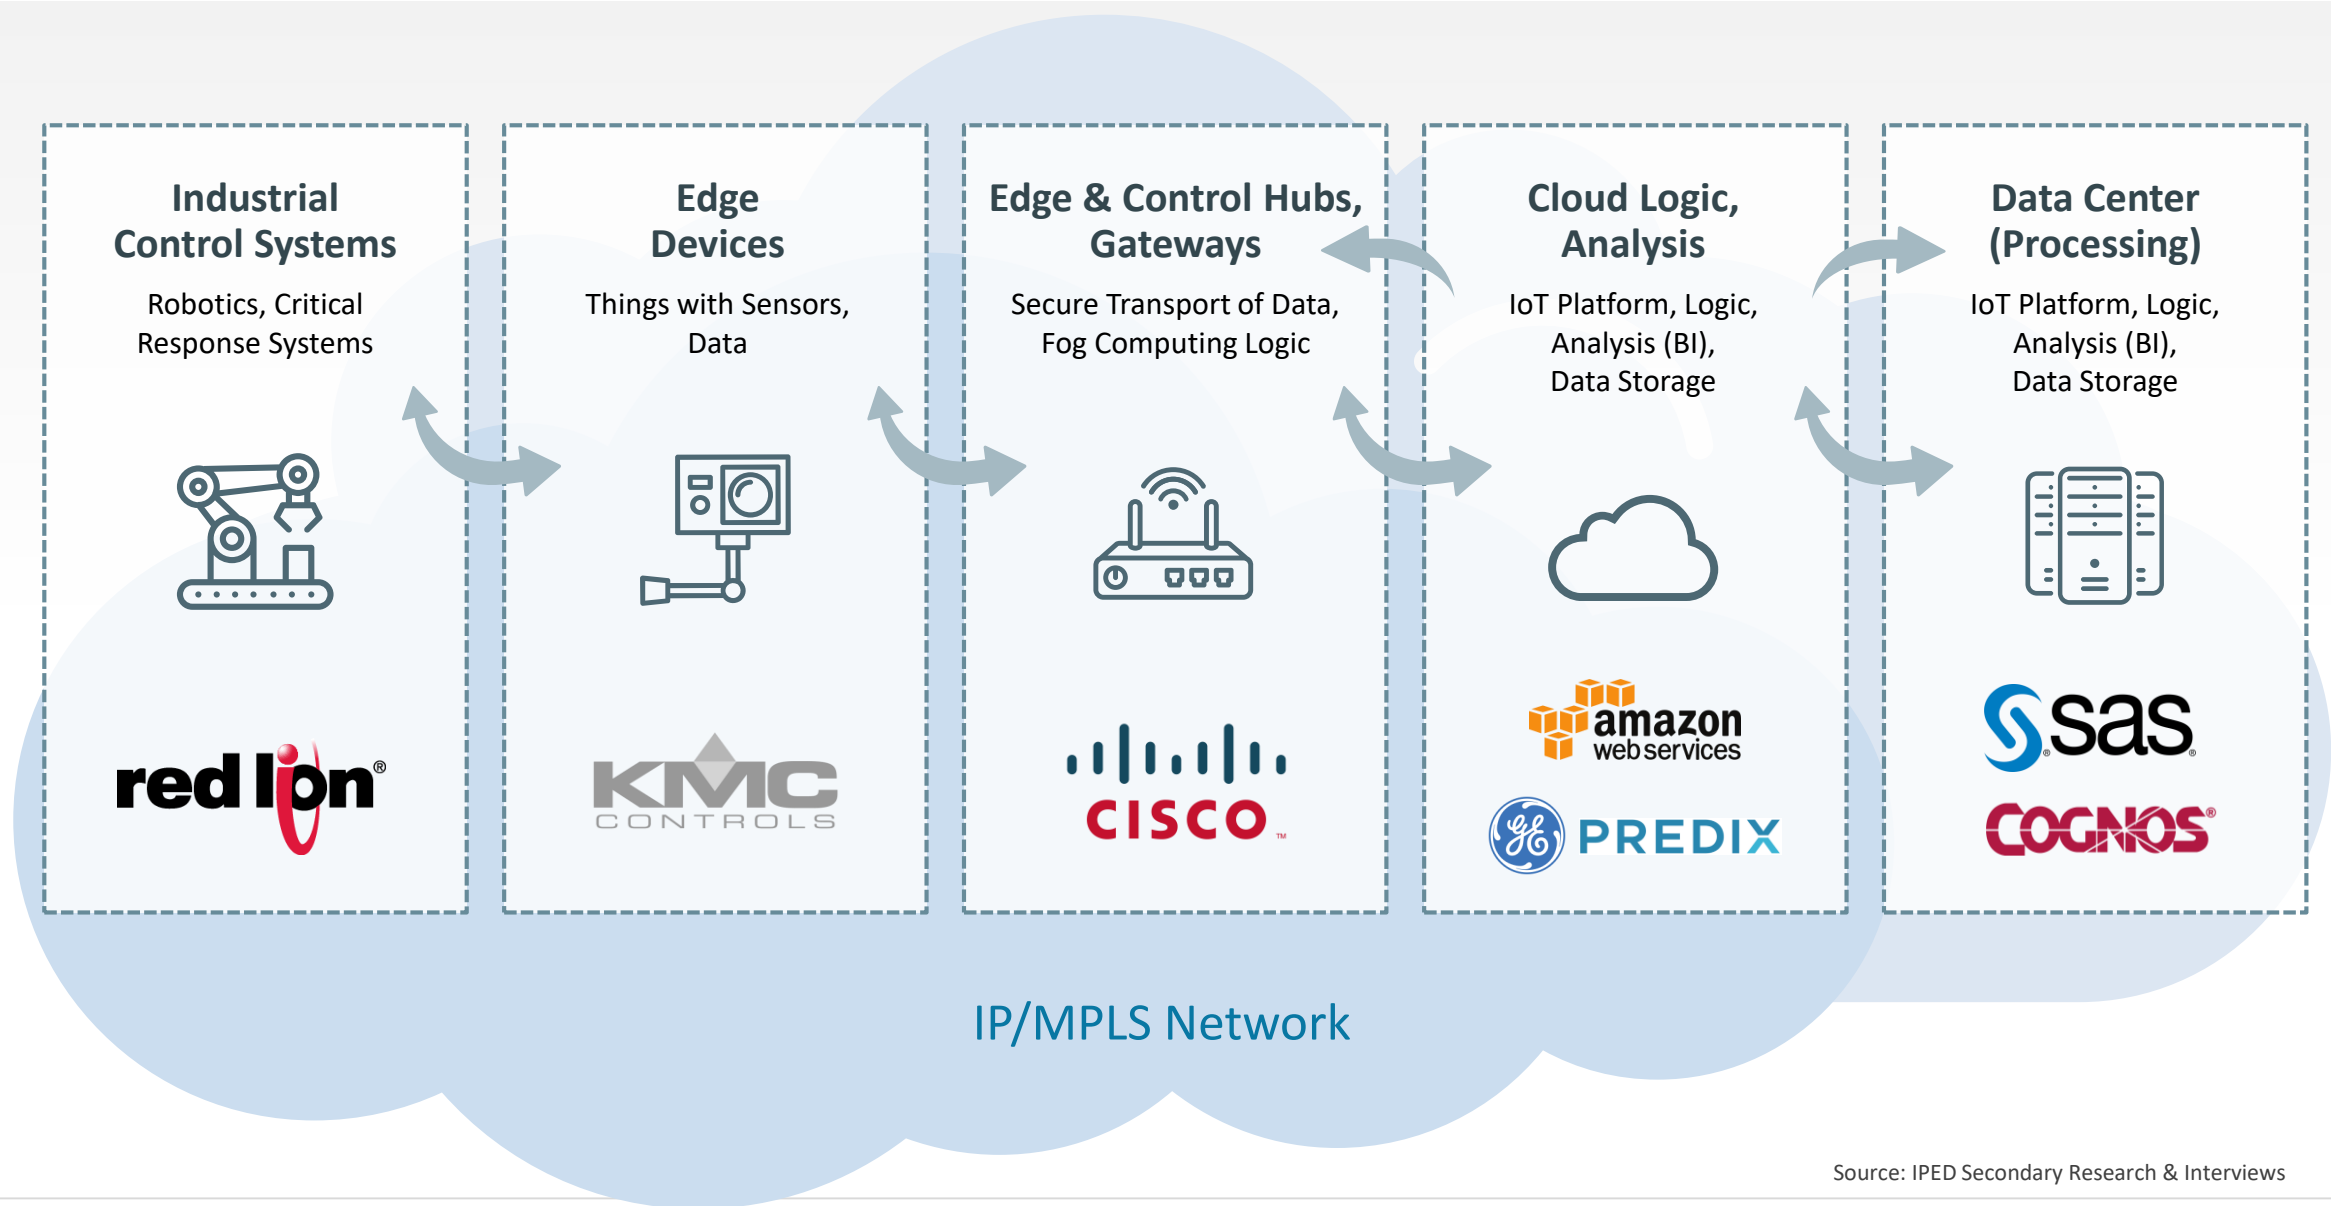 Industrial
Control Systems
Robotics, Critical
Response Systems
red lion®
Edge
Devices
Things with Sensors,
Data
KMC
CONTROLS
Edge & Control Hubs,
Gateways
Secure Transport of Data,
Fog Computing Logic
CISCO™
Cloud Logic,
Analysis
IoT Platform, Logic,
Analysis (BI),
Data Storage
amazon
web services
GE PREDIX
Data Center
(Processing)
IoT Platform, Logic,
Analysis (BI),
Data Storage
sas®
COGNOS®
IP/MPLS Network
Source: IPED Secondary Research & Interviews